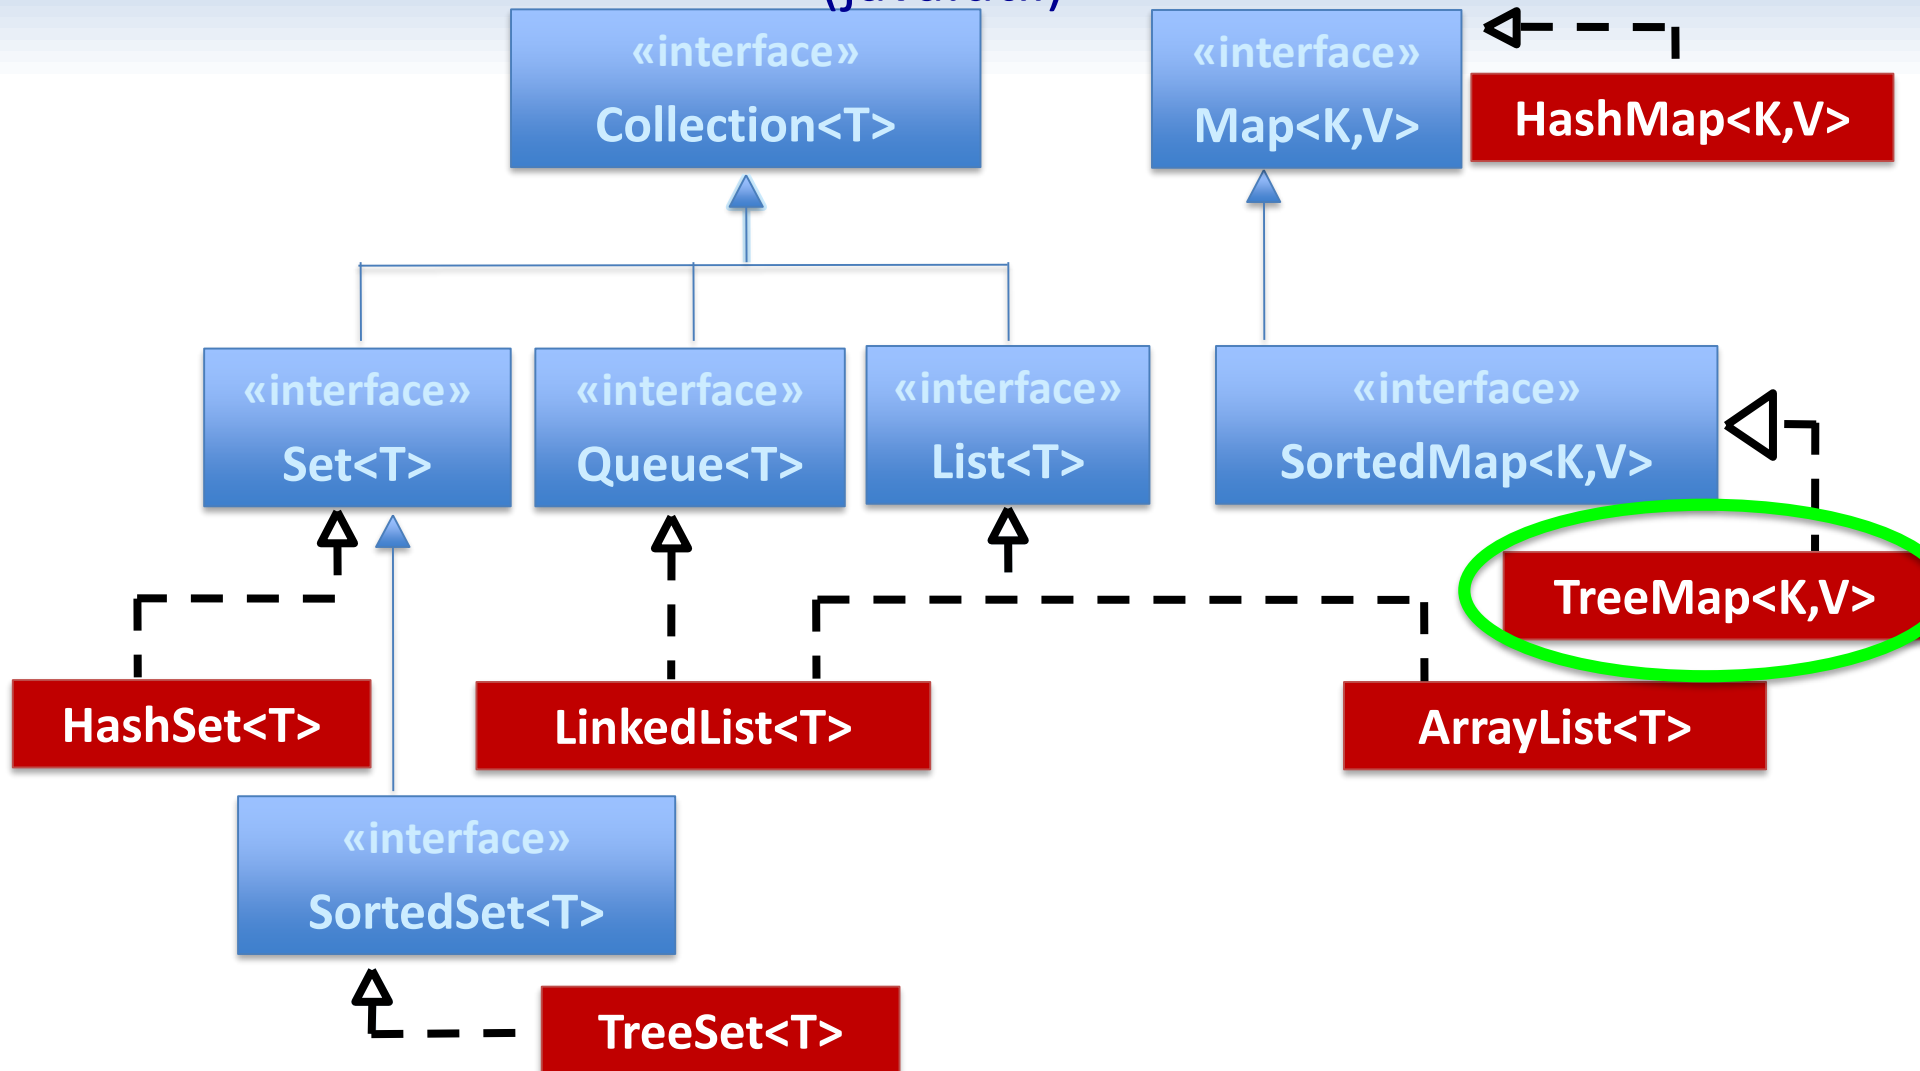 «interface»
Collection<T>
«interface»
Map<K,V>
HashMap<K,V>
«interface»
Set<T>
«interface»
Queue<T>
«interface»
List<T>
«interface»
SortedMap<K,V>
TreeMap<K,V>
HashSet<T>
LinkedList<T>
ArrayList<T>
«interface»
SortedSet<T>
TreeSet<T>